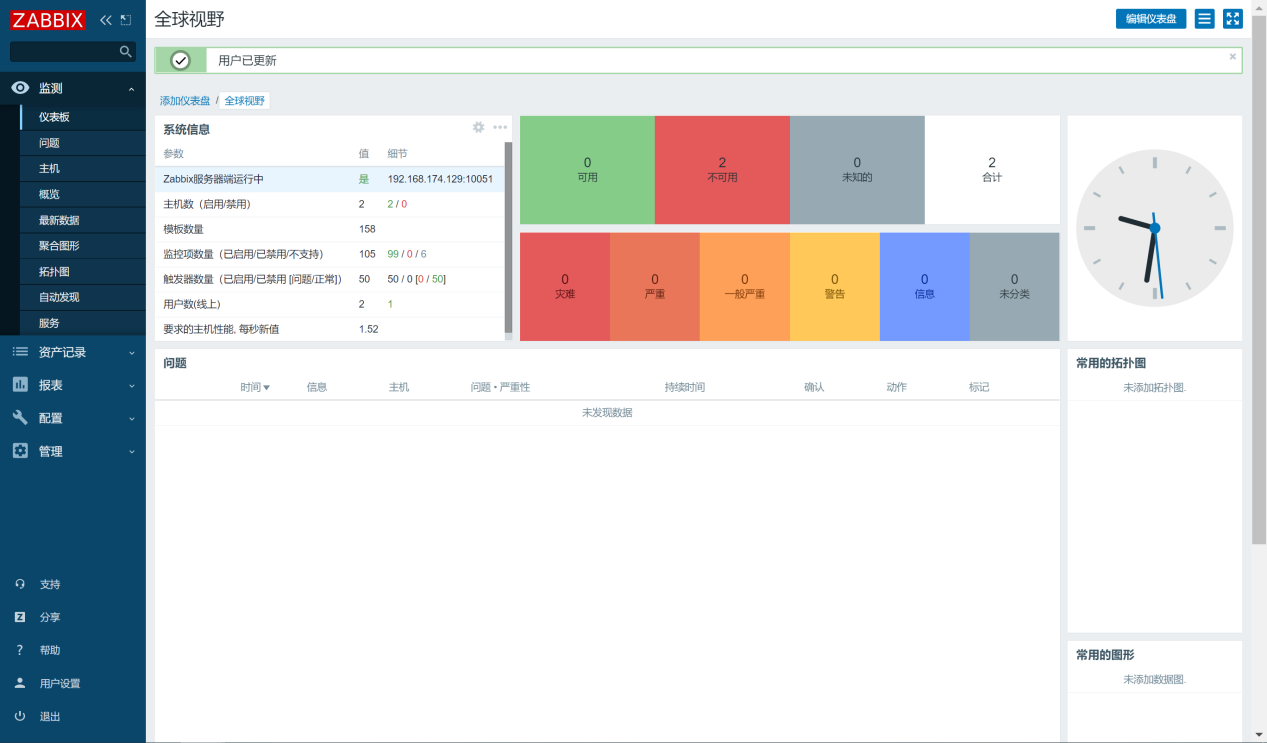 ZABBIX
监测
仪表板
问题
主机
概览
最新数据
聚合图形
拓扑图
自动发现
服务
资产记录
报表
配置
管理
支持
Z 分享
? 帮助
用户设置
退出
全球视野
编辑仪表盘
用户已更新
添加仪表盘 / 全球视野
系统信息
参数 值 细节
Zabbix服务器端运行中 是 192.168.174.129:10051
主机数（启用/禁用） 2 2 / 0
模板数量 158
监控项数量（已启用/已禁用/不支持） 105 99 / 0 / 6
触发器数量（已启用/已禁用 [问题/正常]） 50 50 / 0 [0 / 50]
用户数(线上) 2 1
要求的主机性能, 每秒新值 1.52
0 2 0 2
可用 不可用 未知的 合计
0 0 0 0 0 0
灾难 严重 一般严重 警告 信息 未分类
问题
时间 信息 主机 问题 • 严重性 持续时间 确认 动作 标记
未发现数据
常用的拓扑图
未添加拓扑图.
常用的图形
未添加数据图.